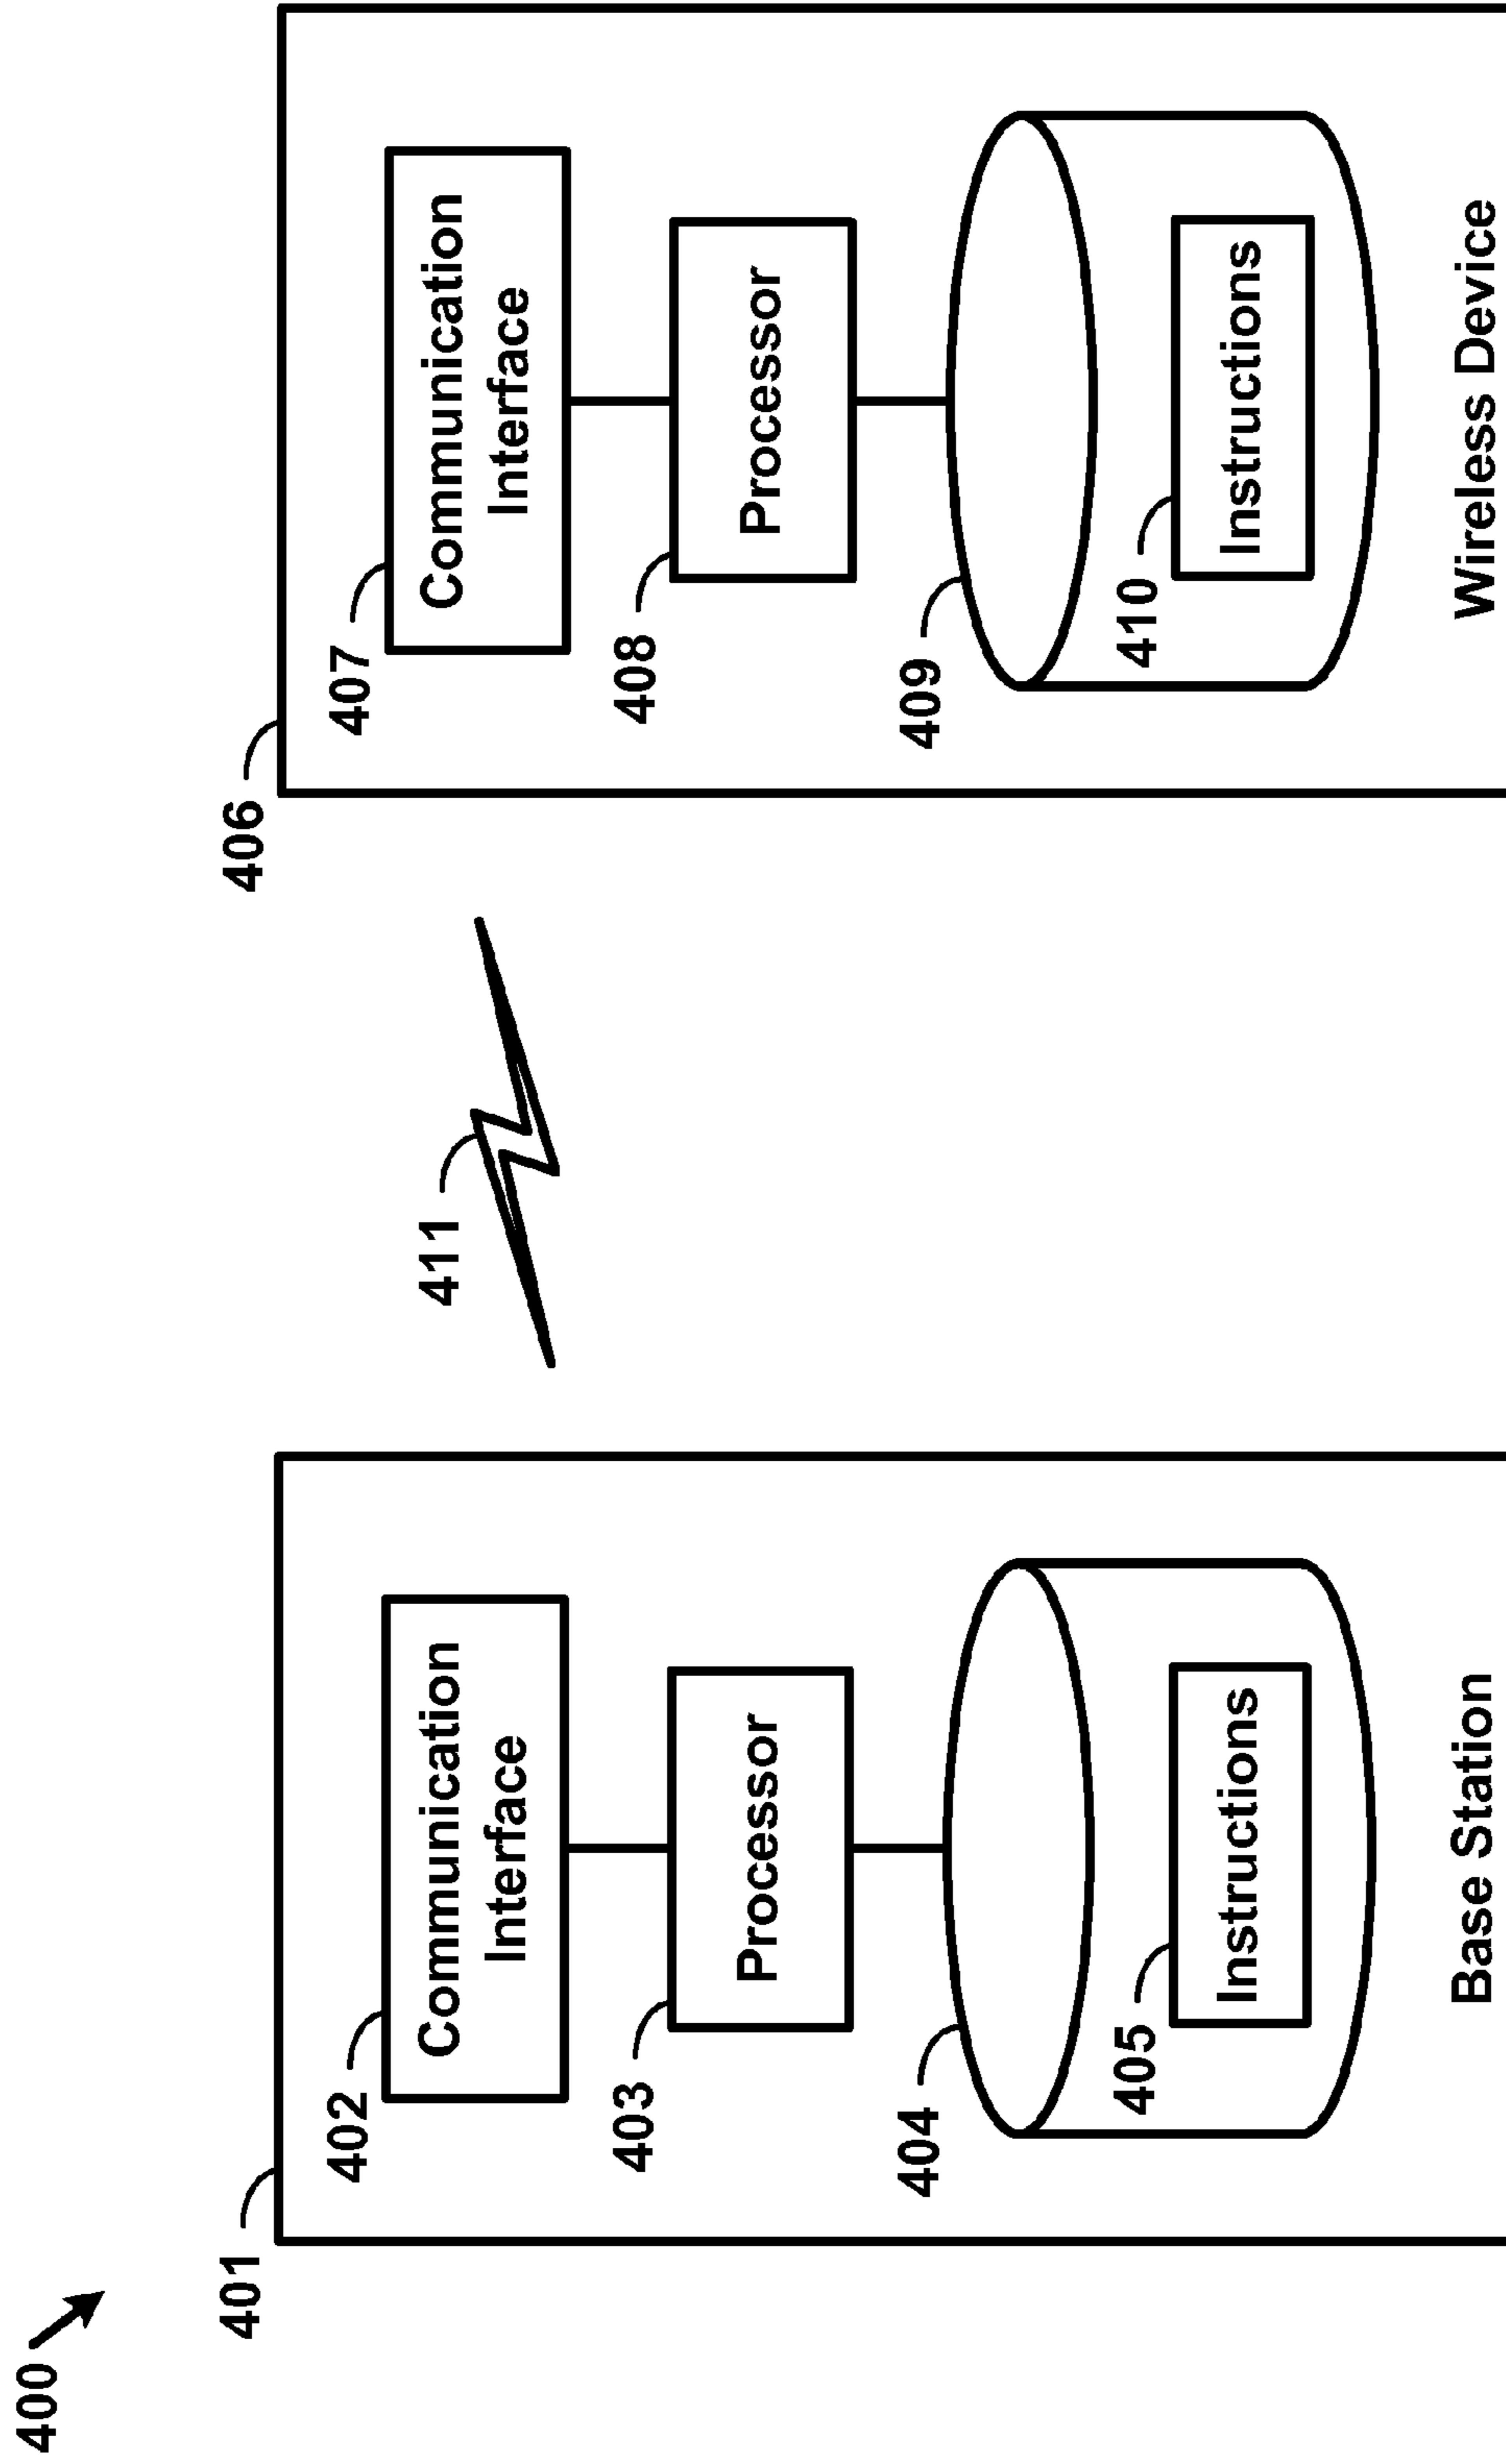 400
401
402
Communication
Interface
403
Processor
404
405
Instructions
Base Station
411
406
407
Communication
Interface
408
Processor
409
410
Instructions
Wireless Device